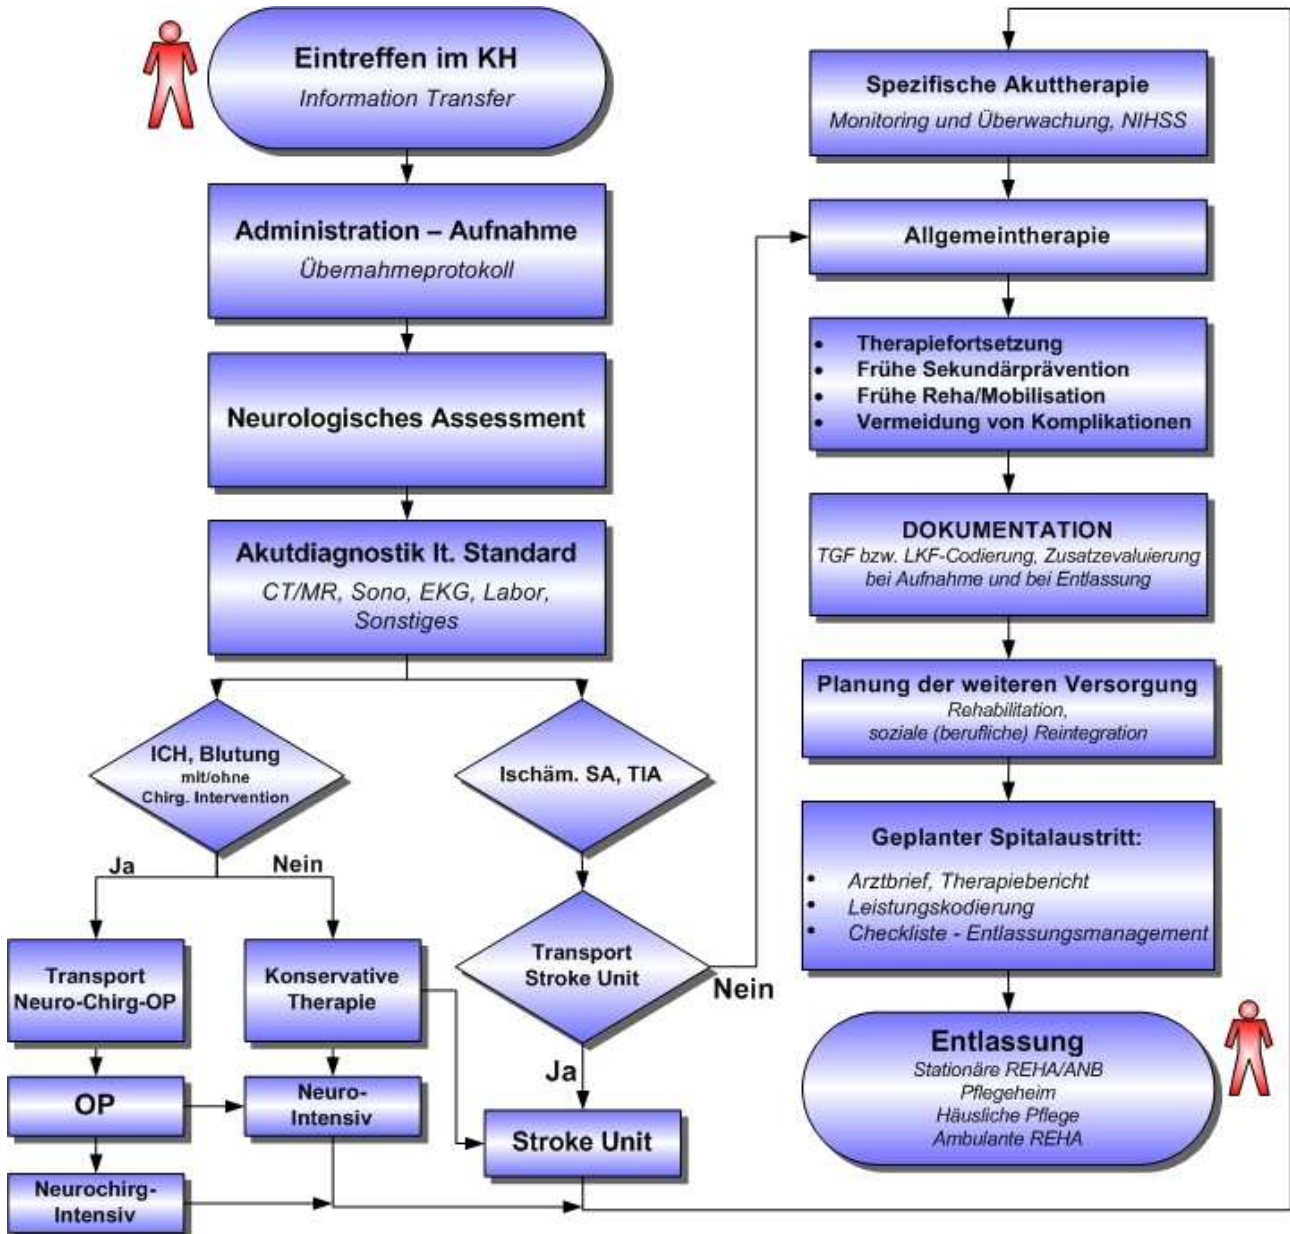 Eintreffen im KH
Information Transfer
Administration – Aufnahme
Übernahmeprotokoll
Neurologisches Assessment
Akutdiagnostik lt. Standard
CT/MR, Sono, EKG, Labor,
Sonstiges
ICH, Blutung
mit/ohne
Chirg. Intervention
Ischäm. SA, TIA
Ja
Nein
Transport
Neuro-Chirg-OP
Konservative
Therapie
Transport
Stroke Unit
Nein
Ja
OP
Neuro-
Intensiv
Stroke Unit
Neurochirg-
Intensiv
Spezifische Akuttherapie
Monitoring und Überwachung, NIHSS
Allgemeintherapie
• Therapiefortsetzung
• Frühe Sekundärprävention
• Frühe Reha/Mobilisation
• Vermeidung von Komplikationen
DOKUMENTATION
TGF bzw. LKF-Codierung, Zusatzevaluierung
bei Aufnahme und bei Entlassung
Planung der weiteren Versorgung
Rehabilitation,
soziale (berufliche) Reintegration
Geplanter Spitalaustritt:
• Arztbrief, Therapiebericht
• Leistungskodierung
• Checkliste - Entlassungsmanagement
Entlassung
Stationäre REHA/ANB
Pflegeheim
Häusliche Pflege
Ambulante REHA